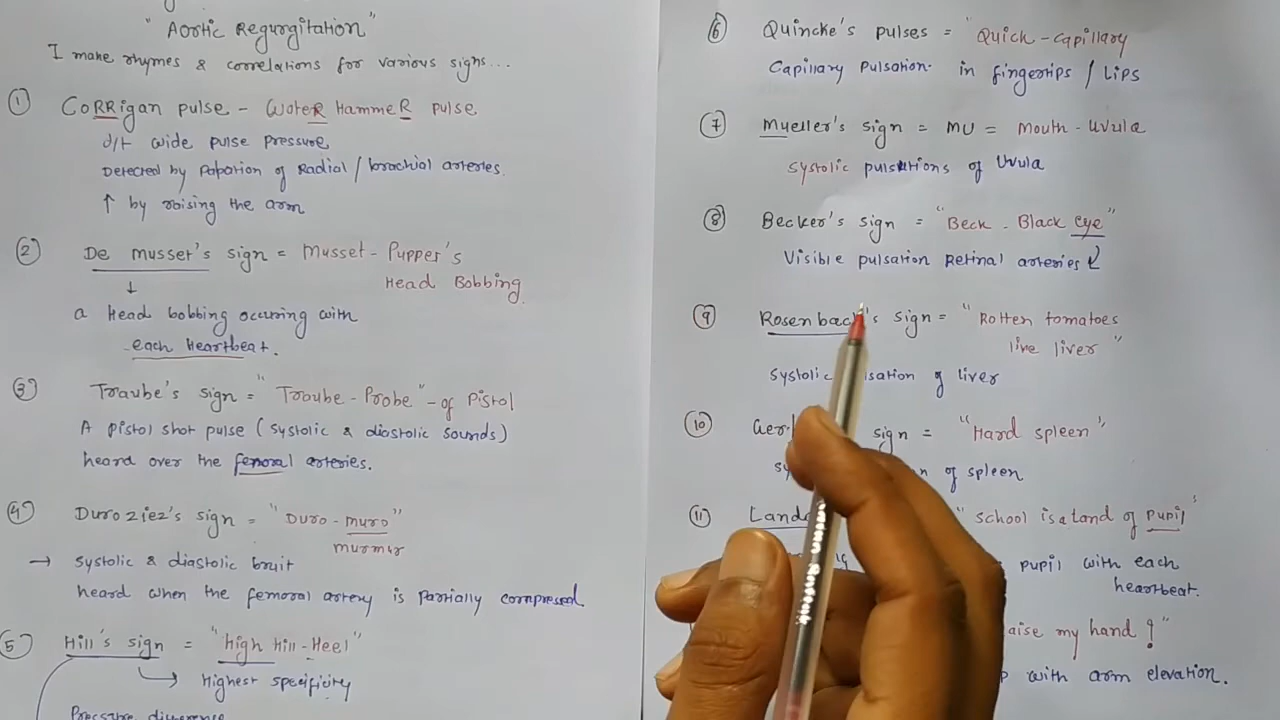 " Aortic Regurgitation "
I make rhymes & correlations for various signs...
① CoRRigan pulse - WateR HammeR pulse.
d/t wide pulse pressure
Detected by Palpation of Radial / brachial arteries.
↑ by raising the arm
② De musset's sign = Musset - Pupper's
Head Bobbing
↓
a Head bobbing occuring with
each Heartbeat.
③ Traube's sign = "Traube - Probe" - of Pistol
A pistol shot pulse (systolic & diastolic sounds)
heard over the femoral arteries.
④ Duroziez's sign = "Duro - muro"
murmur
→ systolic & diastolic bruit
heard when the femoral artery is partially compressed
⑤ Hill's sign = "high hill - Heel"
Highest specificity
Pressure difference
⑥ Quincke's pulses = "Quick - capillary
Capillary Pulsation. in fingertips / Lips
⑦ Mueller's sign = MU = Mouth - Uvula
systolic pulsations of Uvula
⑧ Becker's sign = "Beck - Black eye"
Visible pulsation Retinal arteries
⑨ Rosenbach's sign = "Rotten tomatoes
live liver"
systolic of liver
⑩ sign = "Hard spleen"
of spleen
⑪ "school is a land of pupil'
pupil with each
heartbeat.
raise my hand!"
with arm elevation.